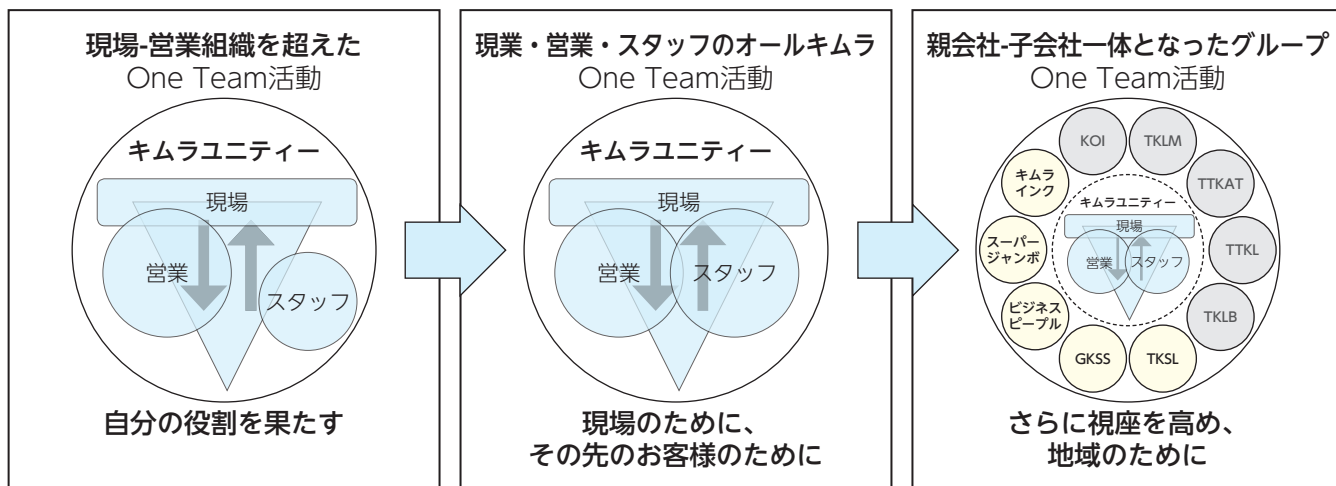 現場-営業組織を超えた
One Team活動
キムラユニティー
現場
営業
スタッフ
自分の役割を果たす
現業・営業・スタッフのオールキムラ
One Team活動
キムラユニティー
現場
営業
スタッフ
現場のために、
その先のお客様のために
親会社-子会社一体となったグループ
One Team活動
KOI
TKLM
キムラ
インク
TTKAT
キムラユニティー
現場
スーパー
ジャンボ
営業
スタッフ
TTKL
ビジネス
ピープル
TKLB
GKSS
TKSL
さらに視座を高め、
地域のために